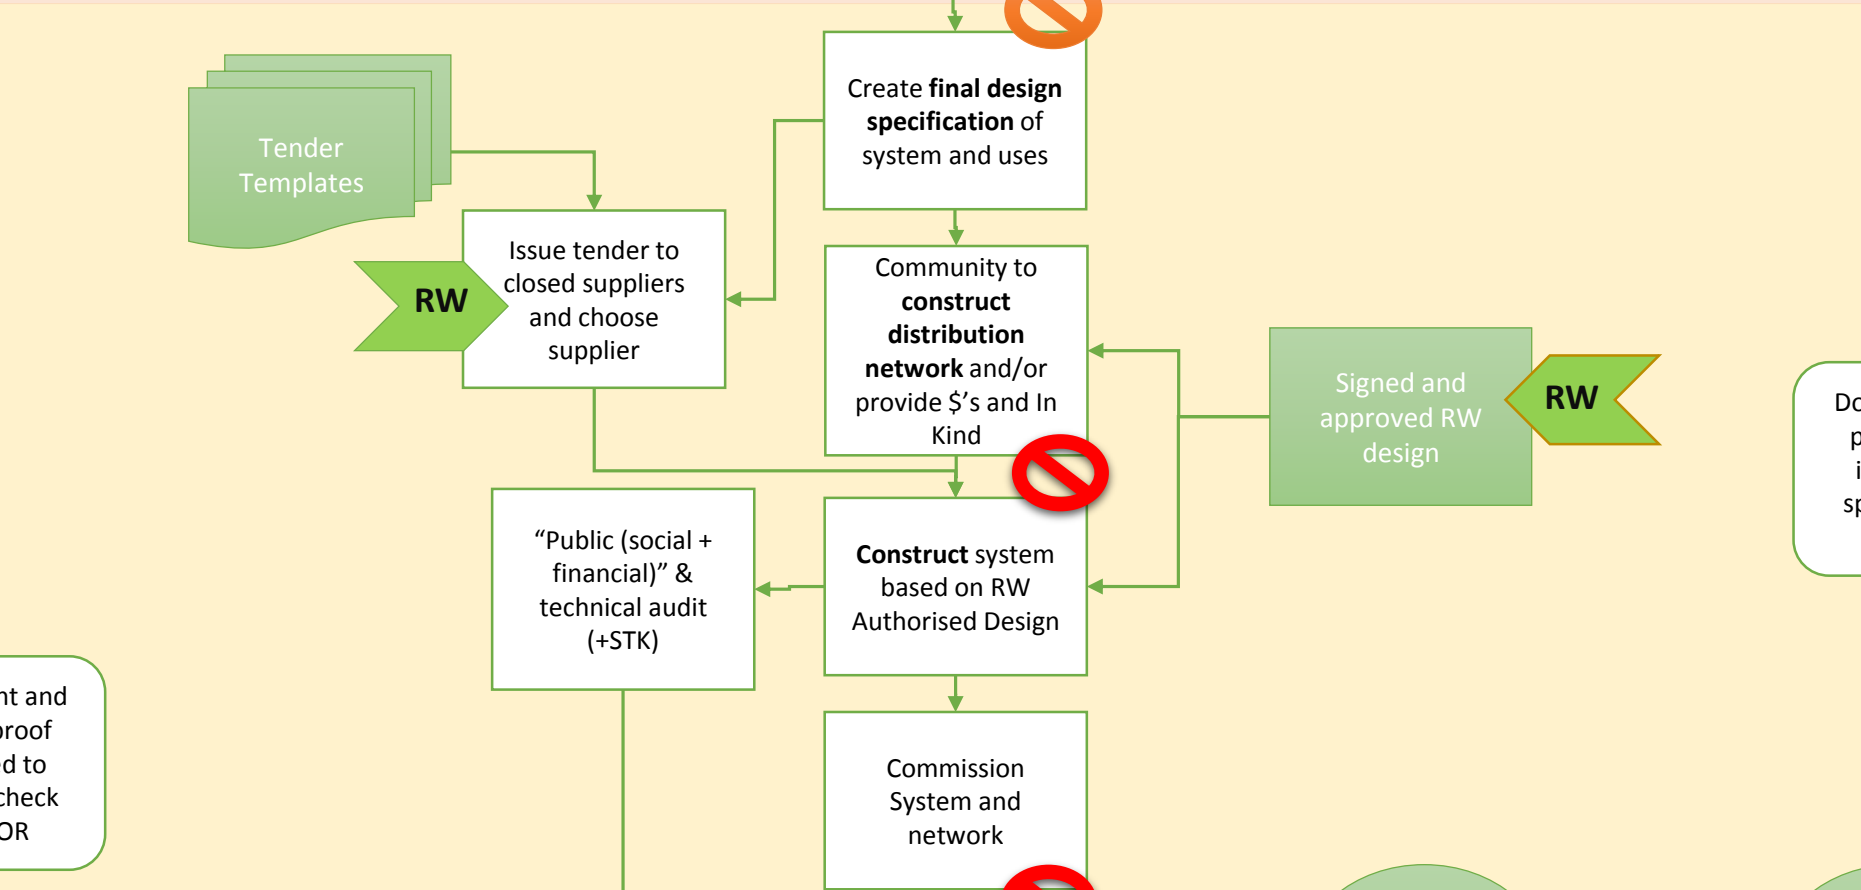 Create final design
specification of
system and uses
Tender
Templates
Issue tender to
closed suppliers
and choose
supplier
RW
Community to
construct
distribution
network and/or
provide $’s and In
Kind
Signed and
approved RW
design
RW
“Public (social +
financial)” &
technical audit
(+STK)
Construct system
based on RW
Authorised Design
Commission
System and
network
and
to
check
OR